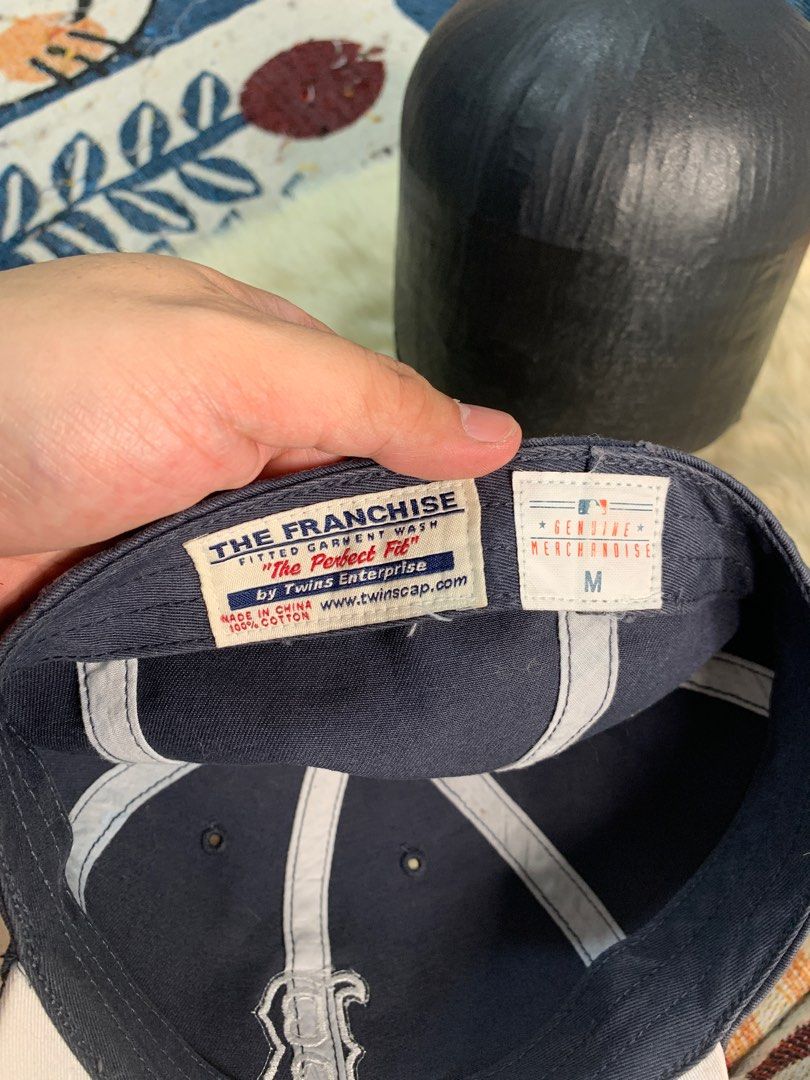 THE FRANCHISE
FITTED GARMENT WASH
"The Perfect Fit"
by Twins Enterprise
MADE IN CHINA
100% COTTON
www.twinscap.com
GENUINE
MERCHANDISE
M